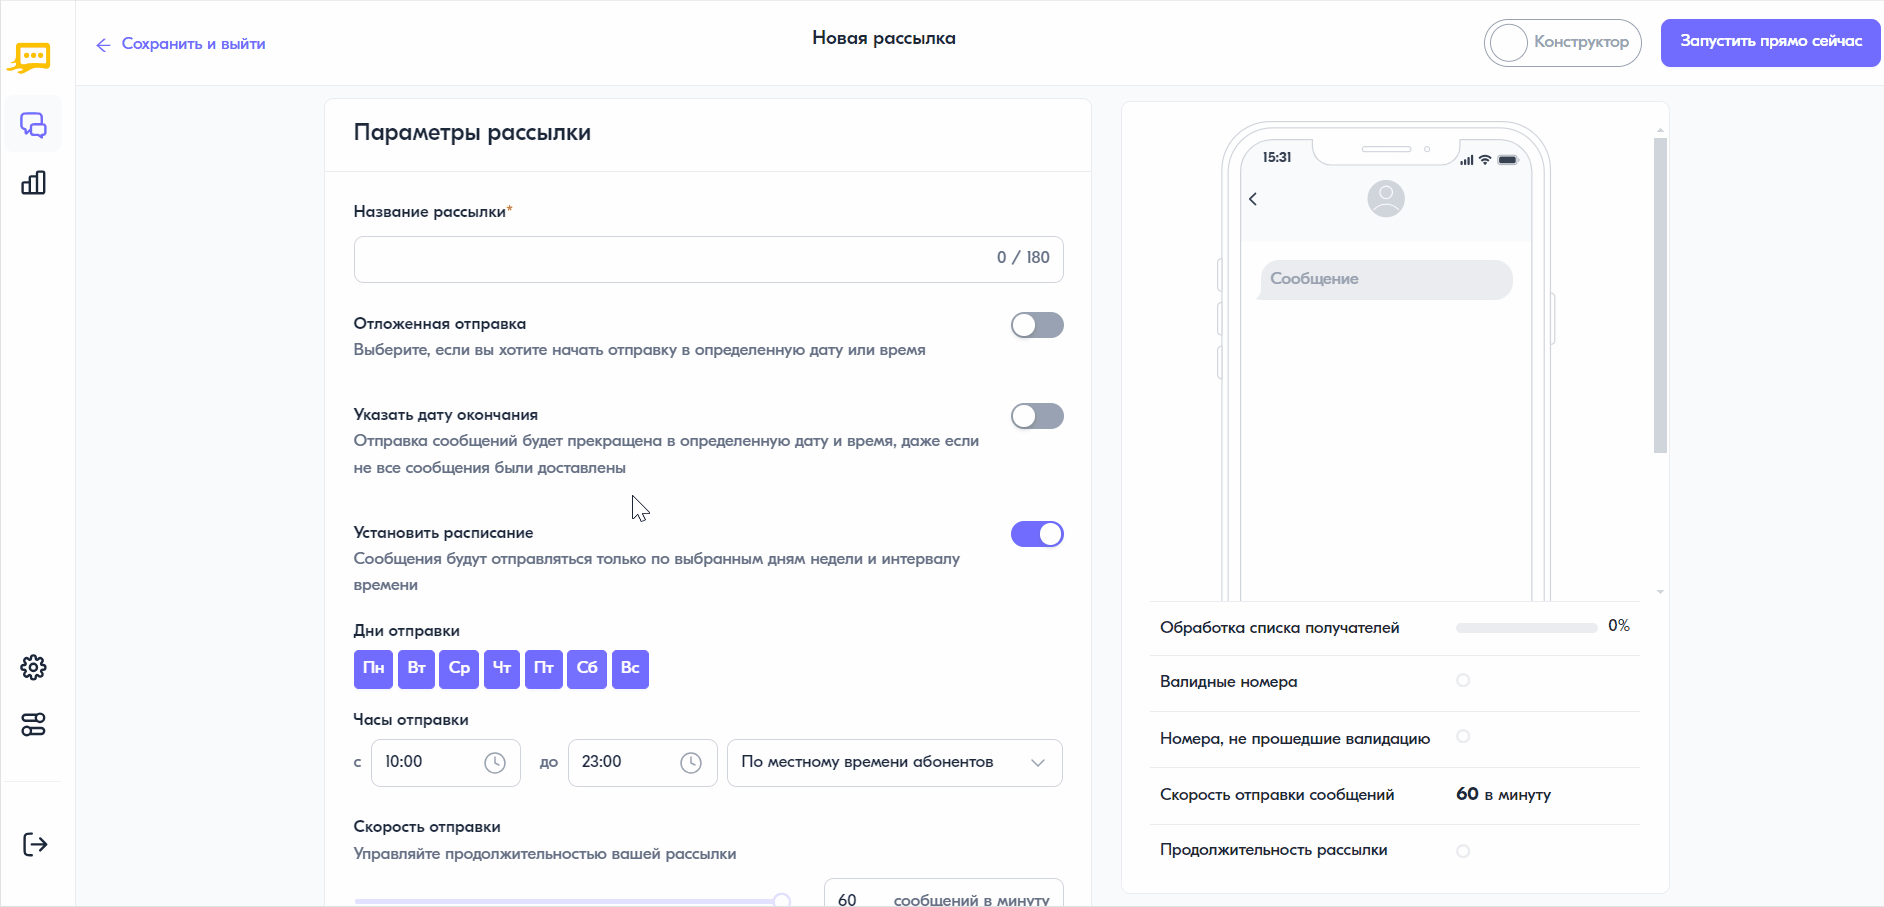 Сохранить и выйти
Новая рассылка
Конструктор
Запустить прямо сейчас
Параметры рассылки
Название рассылки*
0 / 180
Отложенная отправка
Выберите, если вы хотите начать отправку в определенную дату или время
Указать дату окончания
Отправка сообщений будет прекращена в определенную дату и время, даже если
не все сообщения были доставлены
Установить расписание
Сообщения будут отправляться только по выбранным дням недели и интервалу
времени
Дни отправки
Пн Вт Ср Чт Пт Сб Вс
Часы отправки
с 10:00 до 23:00 По местному времени абонентов
Скорость отправки
Управляйте продолжительностью вашей рассылки
60 сообщений в минуту
15:31
Сообщение
Обработка списка получателей 0%
Валидные номера
Номера, не прошедшие валидацию
Скорость отправки сообщений 60 в минуту
Продолжительность рассылки